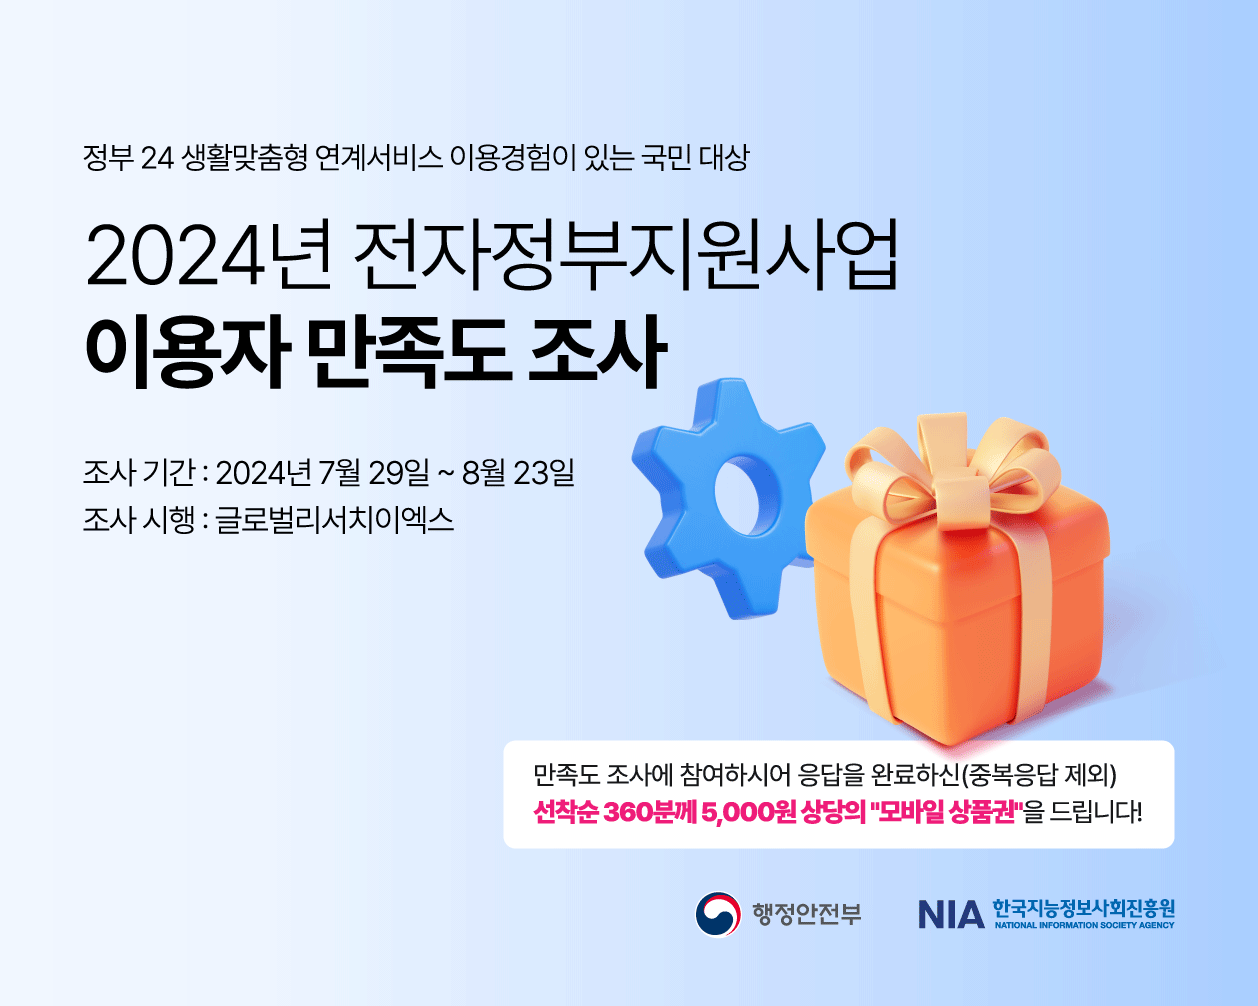 정부 24 생활맞춤형 연계서비스 이용경험이 있는 국민 대상
2024년 전자정부지원사업
이용자 만족도 조사
조사 기간 : 2024년 7월 29일 ~ 8월 23일
조사 시행 : 글로벌리서치이엑스
만족도 조사에 참여하시어 응답을 완료하신(중복응답 제외)
선착순 360분께 5,000원 상당의 "모바일 상품권"을 드립니다!
행정안전부
NIA 한국지능정보사회진흥원
NATIONAL INFORMATION SOCIETY AGENCY